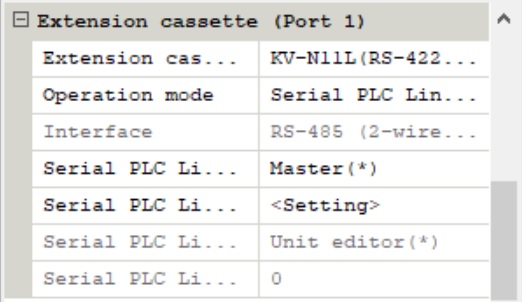 Extension cassette (Port 1)
Extension cas... KV-N11L(RS-422...
Operation mode Serial PLC Lin...
Interface RS-485 (2-wire...
Serial PLC Li... Master(*)
Serial PLC Li... <Setting>
Serial PLC Li... Unit editor(*)
Serial PLC Li... 0